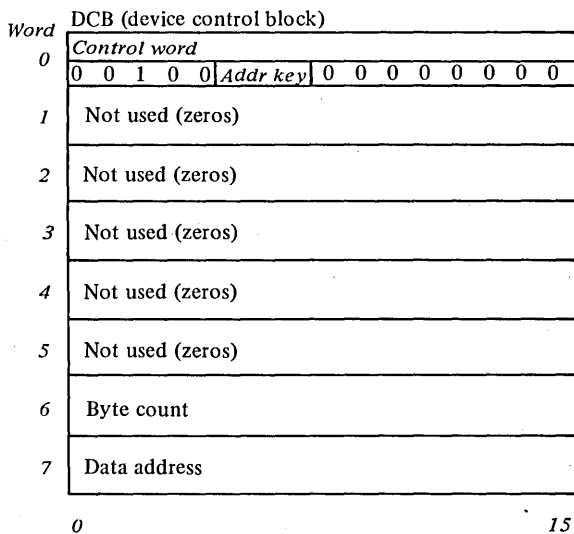 DCB (device control block)
Word
0 Control word
0 0 1 0 0 Addr key 0 0 0 0 0 0 0 0
1 Not used (zeros)
2 Not used (zeros)
3 Not used (zeros)
4 Not used (zeros)
5 Not used (zeros)
6 Byte count
7 Data address
0 15